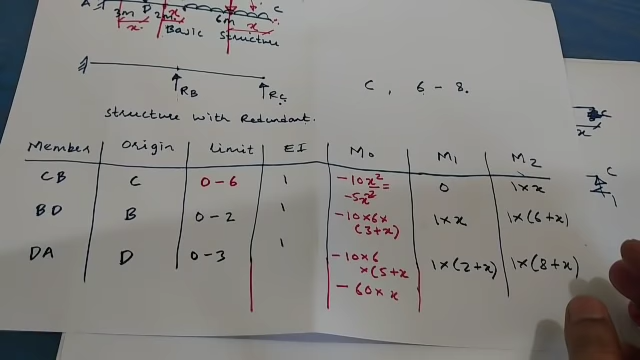 A D C
3m 2m x 6m
x x
Basic Structure
RB RC
C, 6 - 8.
Structure with Redundant.
Member Origin Limit EI M0 M1 M2
CB C 0-6 1 -10x²= 0 1×x
-5x²
BD B 0-2 1 -10×6× 1×x 1×(6+x)
(3+x)
DA D 0-3 1 -10×6 1×(2+x) 1×(8+x)
×(5+x
-60×x
x
C
1